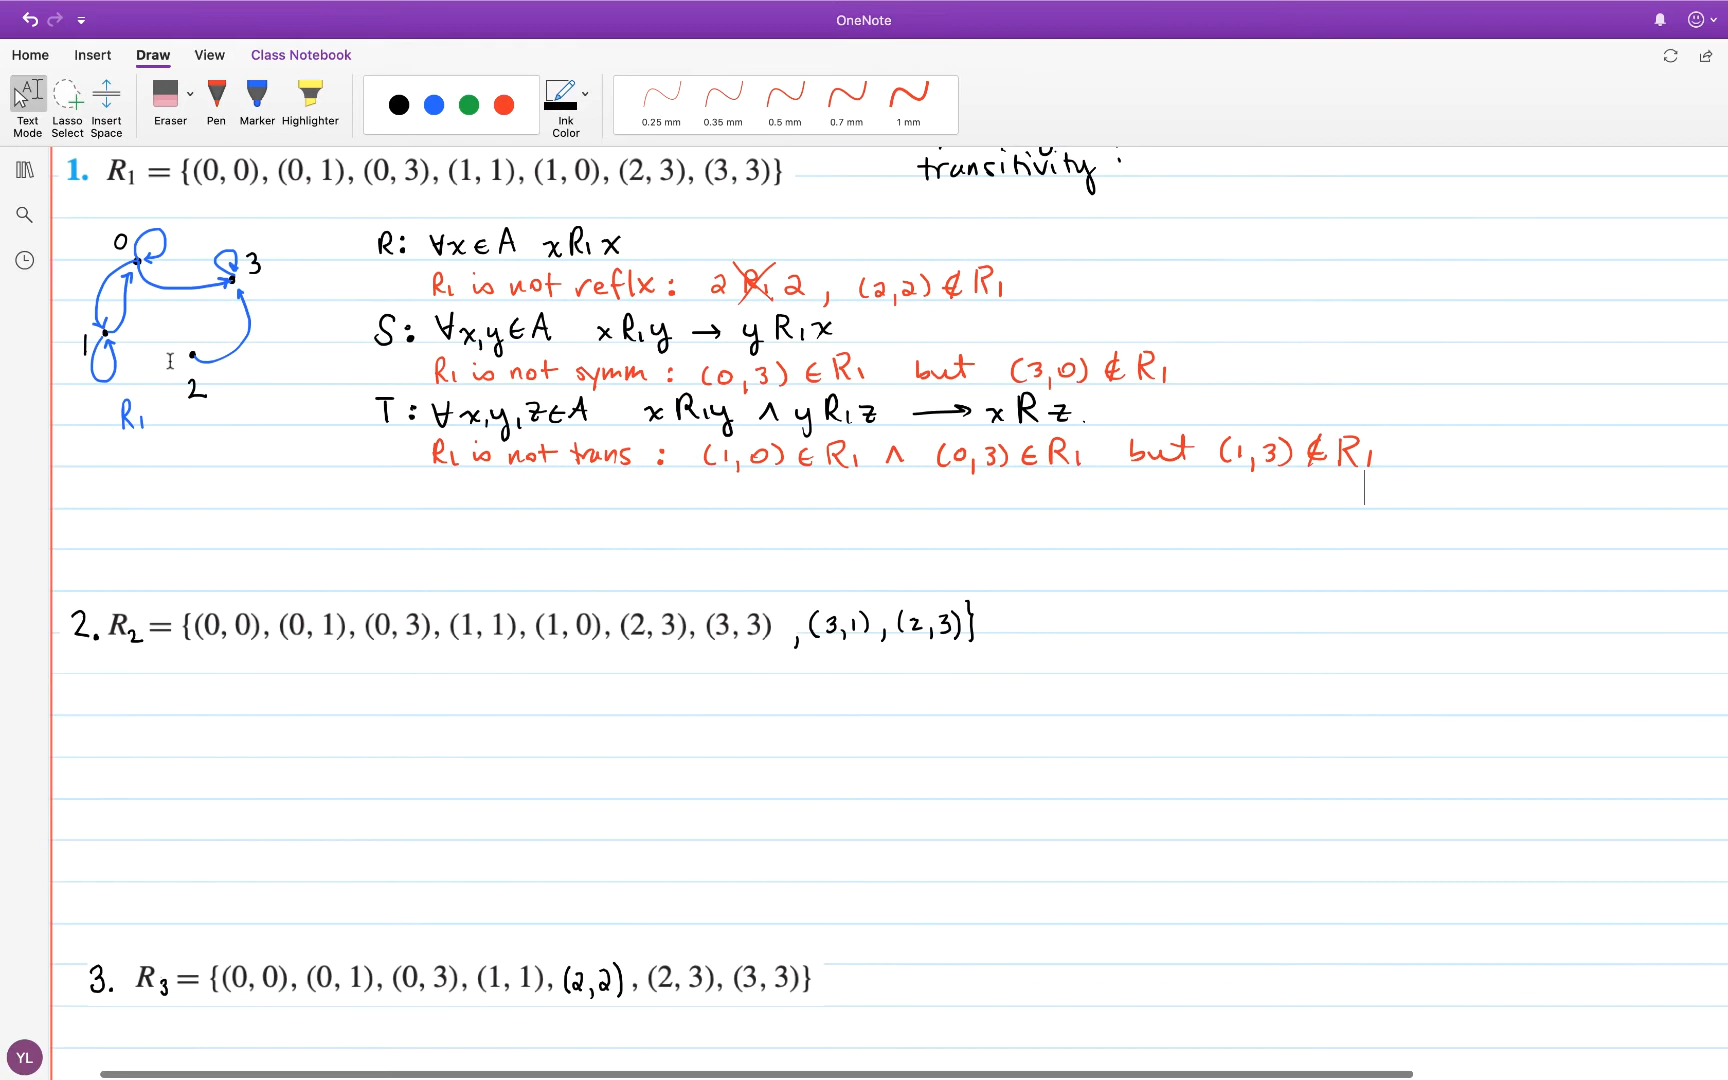 OneNote
Home Insert Draw View Class Notebook
Text Mode Lasso Select Insert Space Eraser Pen Marker Highlighter Ink Color 0.25 mm 0.35 mm 0.5 mm 0.7 mm 1 mm
1. R₁ = {(0, 0), (0, 1), (0, 3), (1, 1), (1, 0), (2, 3), (3, 3)} transitivity :
0
3
1
2
R₁
R: ∀x∈A x R₁ x
R₁ is not reflx : 2 R̸₁ 2 , (2,2) ∉ R₁
S: ∀x,y∈A x R₁y → y R₁x
R₁ is not symm : (0,3) ∈ R₁ but (3,0) ∉ R₁
T: ∀x,y,z∈A x R₁y ∧ y R₁z ⟶ x R z.
R₁ is not trans : (1,0) ∈ R₁ ∧ (0,3) ∈ R₁ but (1,3) ∉ R₁
2. R₂ = {(0, 0), (0, 1), (0, 3), (1, 1), (1, 0), (2, 3), (3, 3) , (3,1) , (2,3)}
3. R₃ = {(0, 0), (0, 1), (0, 3), (1, 1), (2,2), (2, 3), (3, 3)}
YL